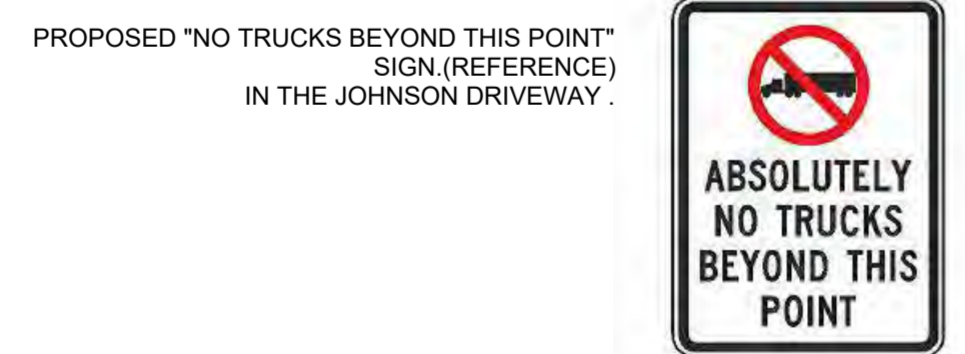 PROPOSED "NO TRUCKS BEYOND THIS POINT"
SIGN.(REFERENCE)
IN THE JOHNSON DRIVEWAY .
ABSOLUTELY
NO TRUCKS
BEYOND THIS
POINT